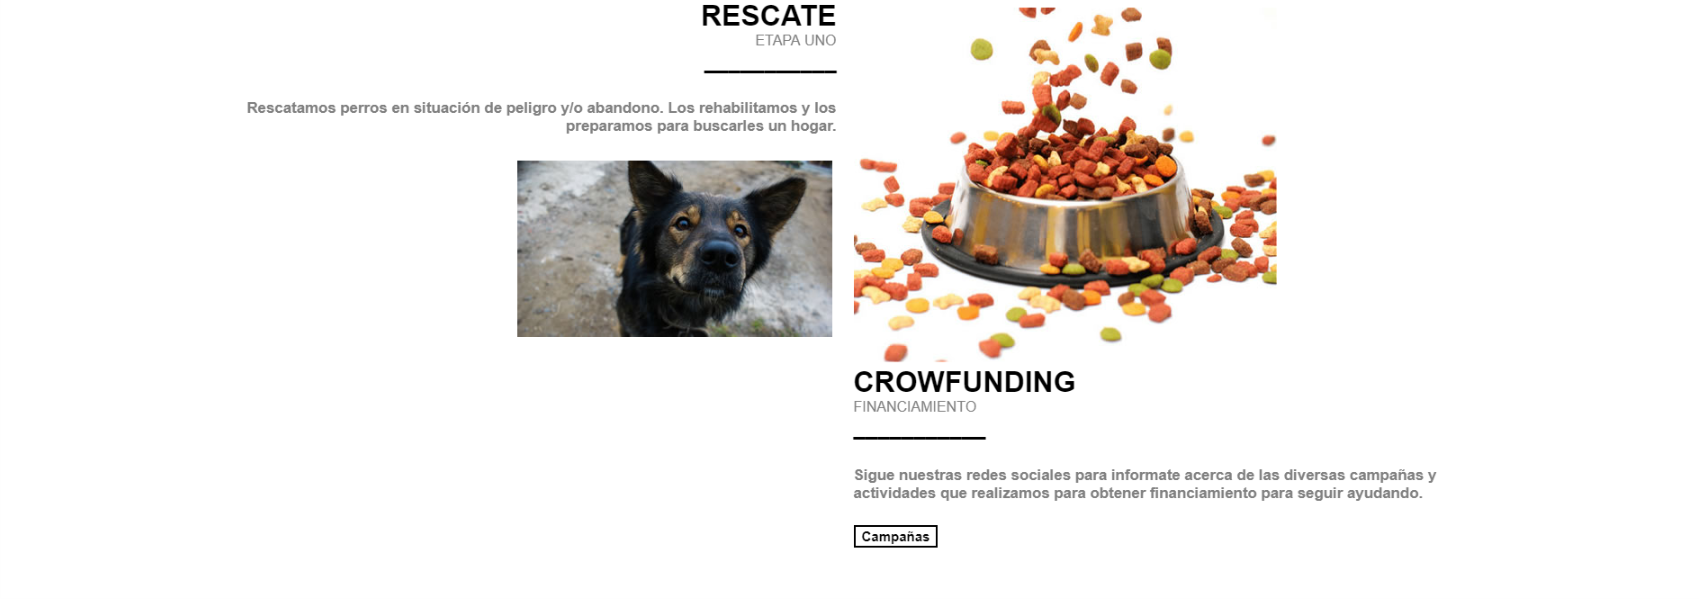 RESCATE
ETAPA UNO
Rescatamos perros en situación de peligro y/o abandono. Los rehabilitamos y los
preparamos para buscarles un hogar.
CROWFUNDING
FINANCIAMIENTO
Sigue nuestras redes sociales para informate acerca de las diversas campañas y
actividades que realizamos para obtener financiamiento para seguir ayudando.
Campañas